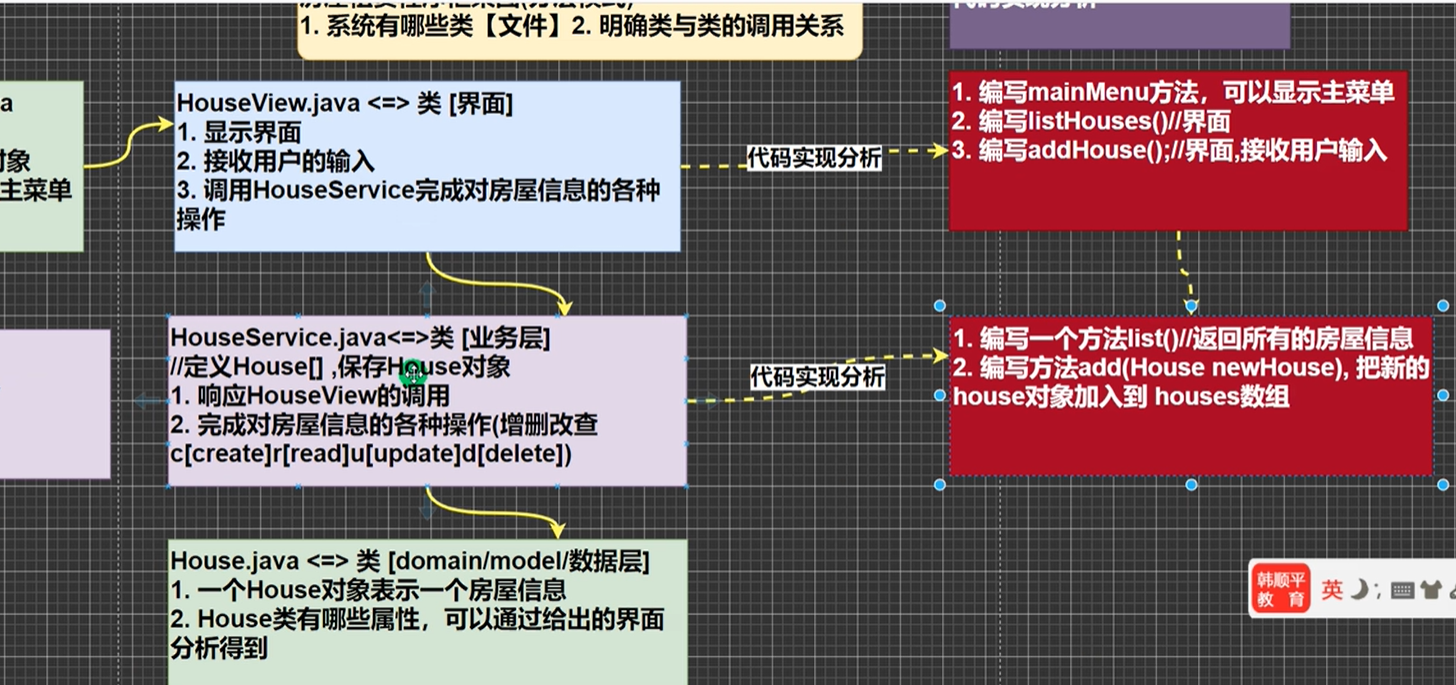 1. 系统有哪些类【文件】2. 明确类与类的调用关系
a
对象
主菜单
HouseView.java <=> 类 [界面]
1. 显示界面
2. 接收用户的输入
3. 调用HouseService完成对房屋信息的各种
操作
代码实现分析
1. 编写mainMenu方法，可以显示主菜单
2. 编写listHouses()//界面
3. 编写addHouse();//界面,接收用户输入
HouseService.java<=>类 [业务层]
//定义House[] ,保存House对象
1. 响应HouseView的调用
2. 完成对房屋信息的各种操作(增删改查
c[create]r[read]u[update]d[delete])
代码实现分析
1. 编写一个方法list()//返回所有的房屋信息
2. 编写方法add(House newHouse), 把新的
house对象加入到 houses数组
House.java <=> 类 [domain/model/数据层]
1. 一个House对象表示一个房屋信息
2. House类有哪些属性，可以通过给出的界面
分析得到
韩顺平
教 育
英